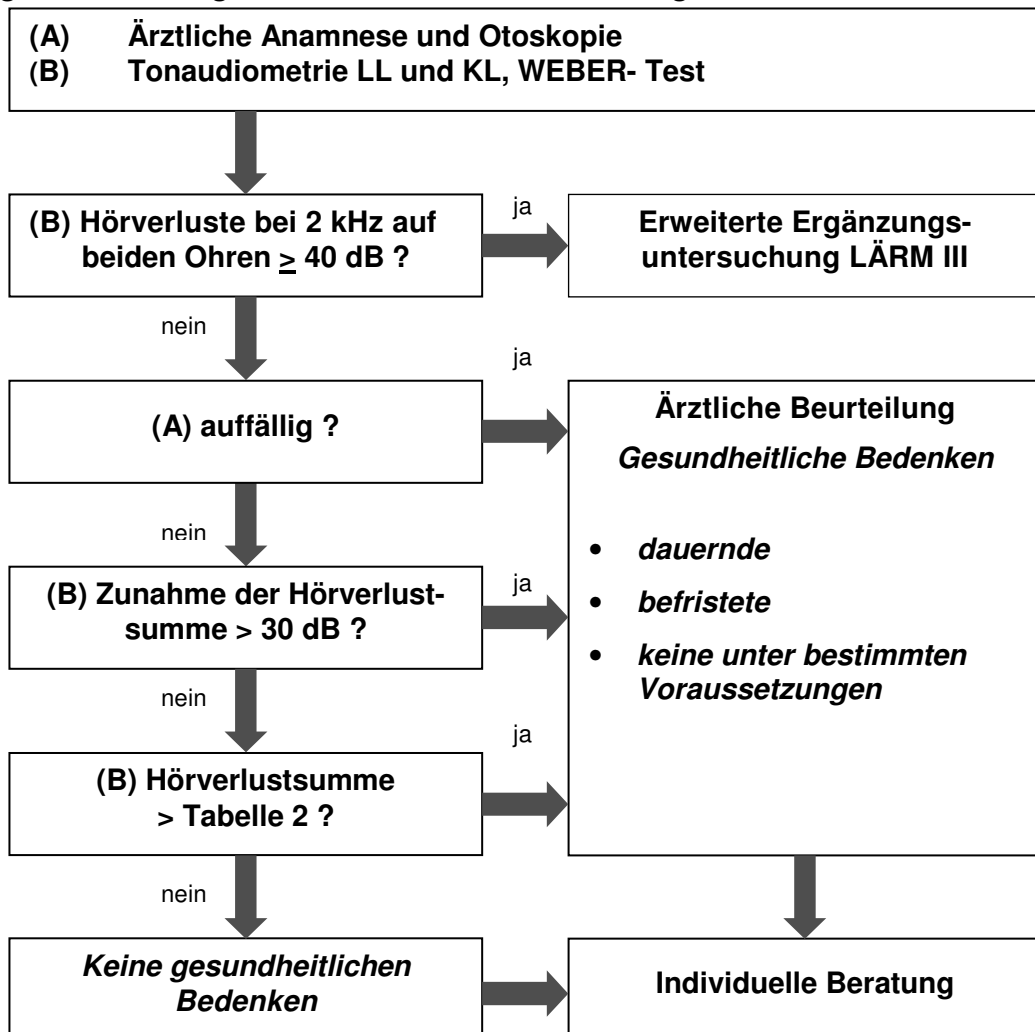 (A) Ärztliche Anamnese und Otoskopie
(B) Tonaudiometrie LL und KL, WEBER- Test
(B) Hörverluste bei 2 kHz auf
beiden Ohren ≥ 40 dB ?
ja
Erweiterte Ergänzungs-
untersuchung LÄRM III
nein
(A) auffällig ?
ja
Ärztliche Beurteilung
Gesundheitliche Bedenken
• dauernde
• befristete
• keine unter bestimmten
Voraussetzungen
nein
(B) Zunahme der Hörverlust-
summe > 30 dB ?
ja
nein
(B) Hörverlustsumme
> Tabelle 2 ?
ja
nein
Keine gesundheitlichen
Bedenken
Individuelle Beratung